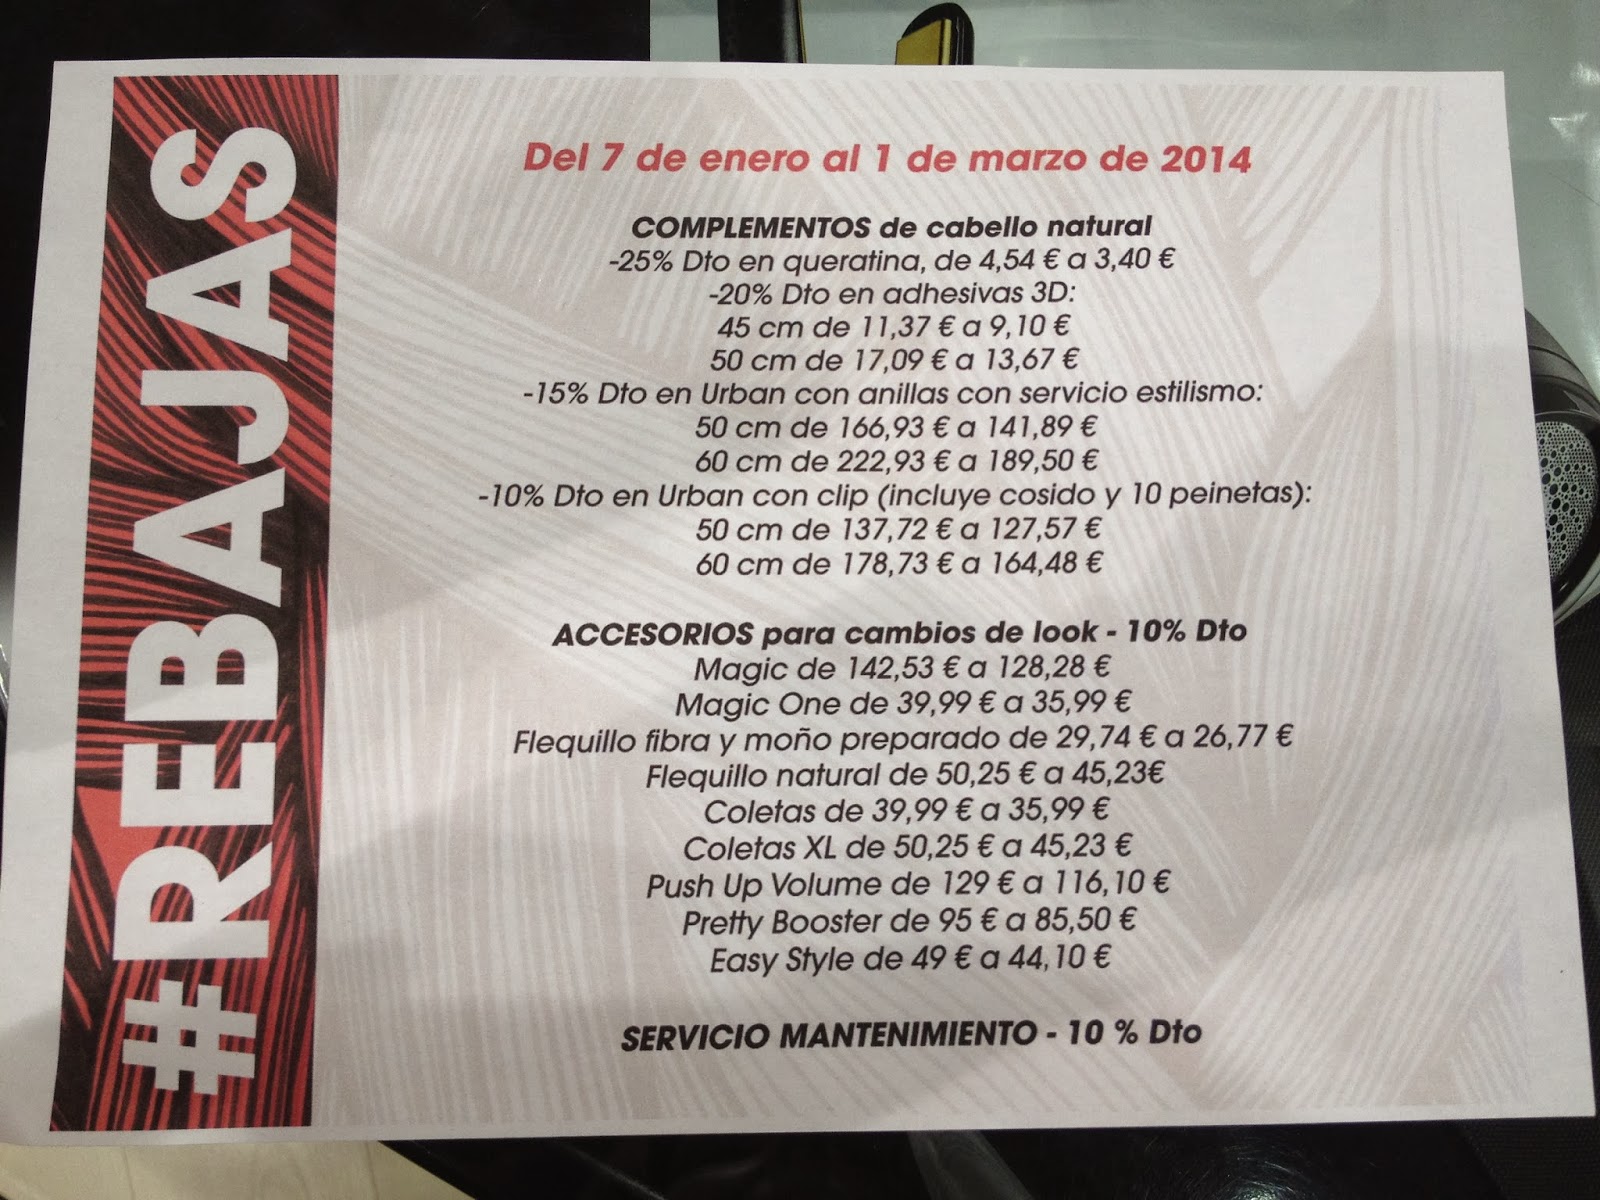 #REBAJAS
Del 7 de enero al 1 de marzo de 2014
COMPLEMENTOS de cabello natural
-25% Dto en queratina, de 4,54 € a 3,40 €
-20% Dto en adhesivas 3D:
45 cm de 11,37 € a 9,10 €
50 cm de 17,09 € a 13,67 €
-15% Dto en Urban con anillas con servicio estilismo:
50 cm de 166,93 € a 141,89 €
60 cm de 222,93 € a 189,50 €
-10% Dto en Urban con clip (incluye cosido y 10 peinetas):
50 cm de 137,72 € a 127,57 €
60 cm de 178,73 € a 164,48 €
ACCESORIOS para cambios de look - 10% Dto
Magic de 142,53 € a 128,28 €
Magic One de 39,99 € a 35,99 €
Flequillo fibra y moño preparado de 29,74 € a 26,77 €
Flequillo natural de 50,25 € a 45,23€
Coletas de 39,99 € a 35,99 €
Coletas XL de 50,25 € a 45,23 €
Push Up Volume de 129 € a 116,10 €
Pretty Booster de 95 € a 85,50 €
Easy Style de 49 € a 44,10 €
SERVICIO MANTENIMIENTO - 10 % Dto